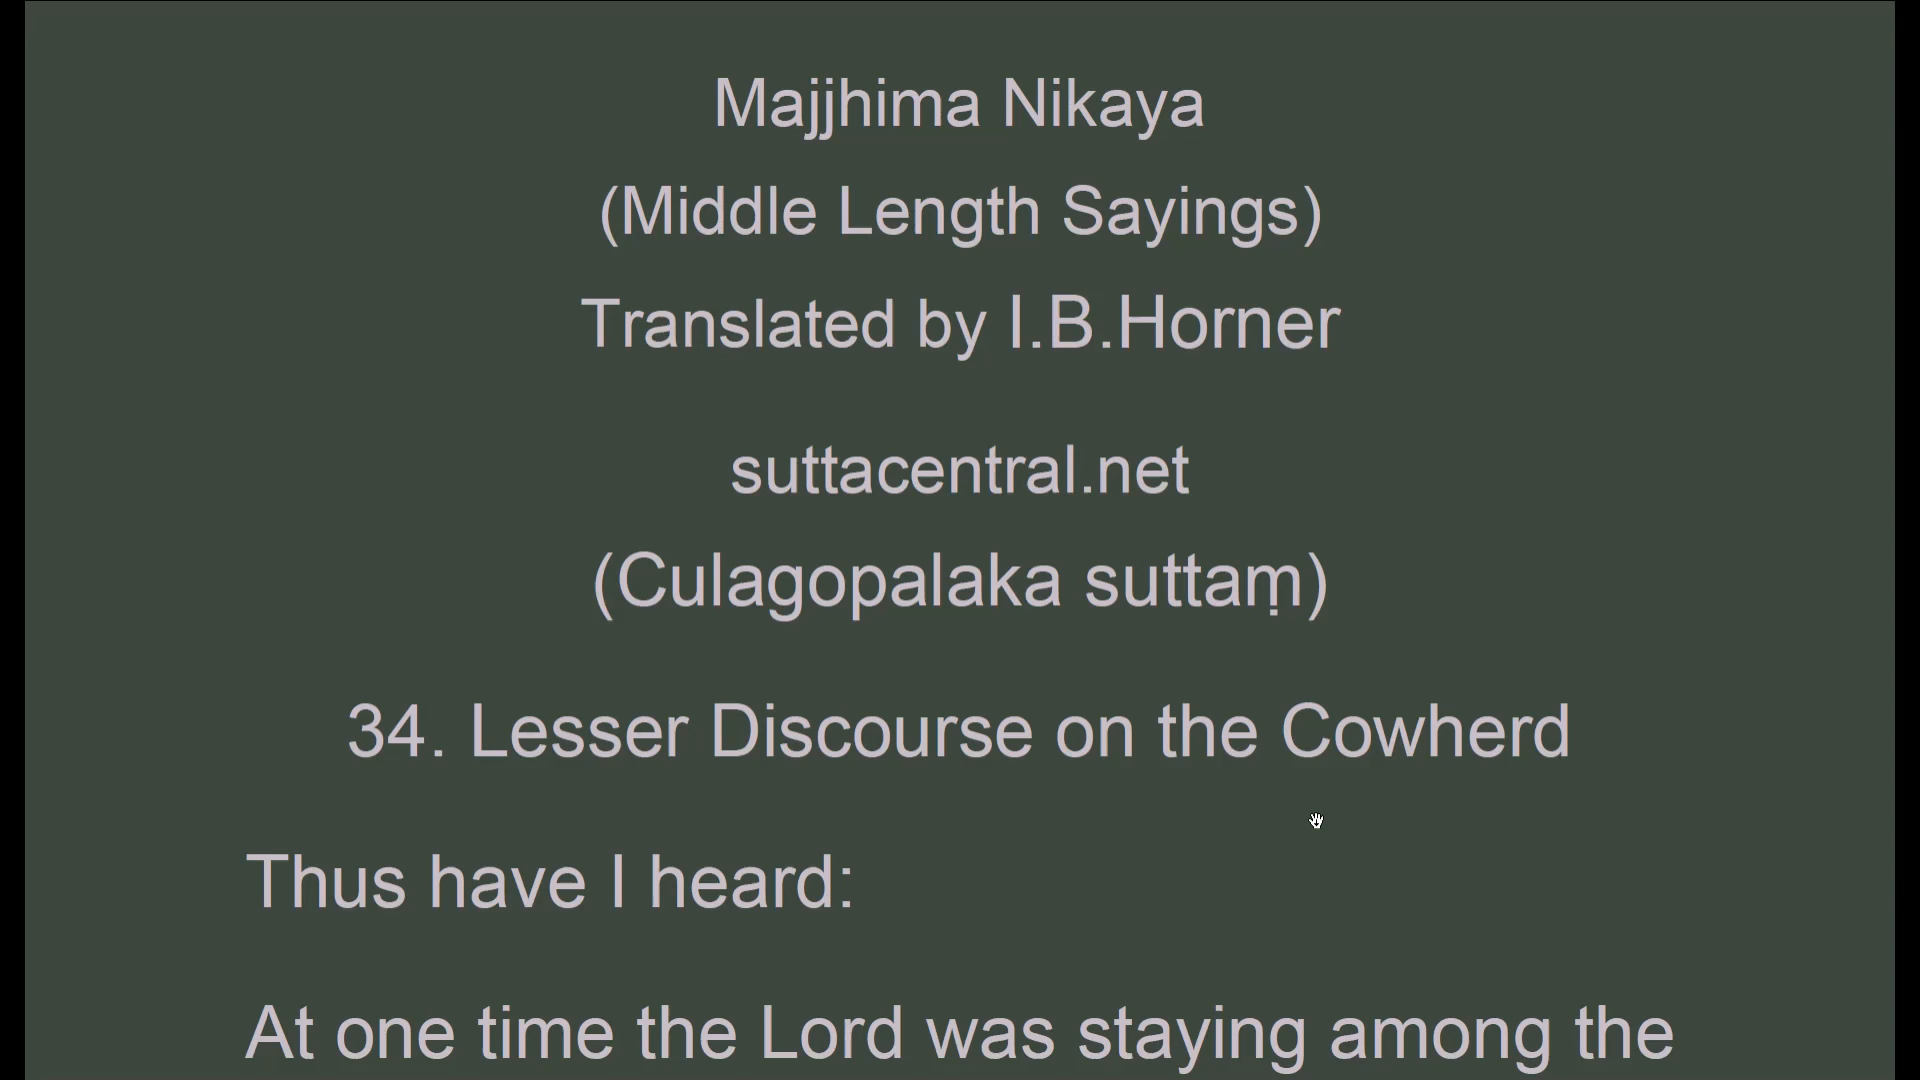 Majjhima Nikaya
(Middle Length Sayings)
Translated by I.B.Horner
suttacentral.net
(Culagopalaka suttaṃ)
34. Lesser Discourse on the Cowherd
Thus have I heard:
At one time the Lord was staying among the